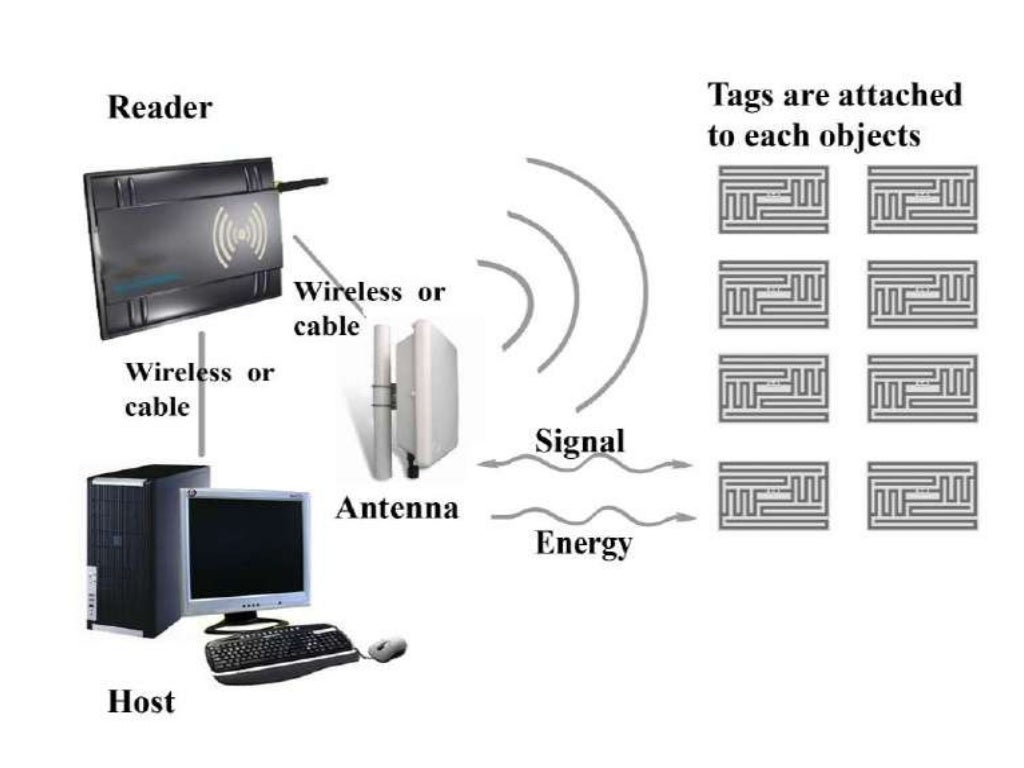 Reader
Tags are attached
to each objects
Wireless or
cable
Wireless or
cable
Signal
Antenna
Energy
Host